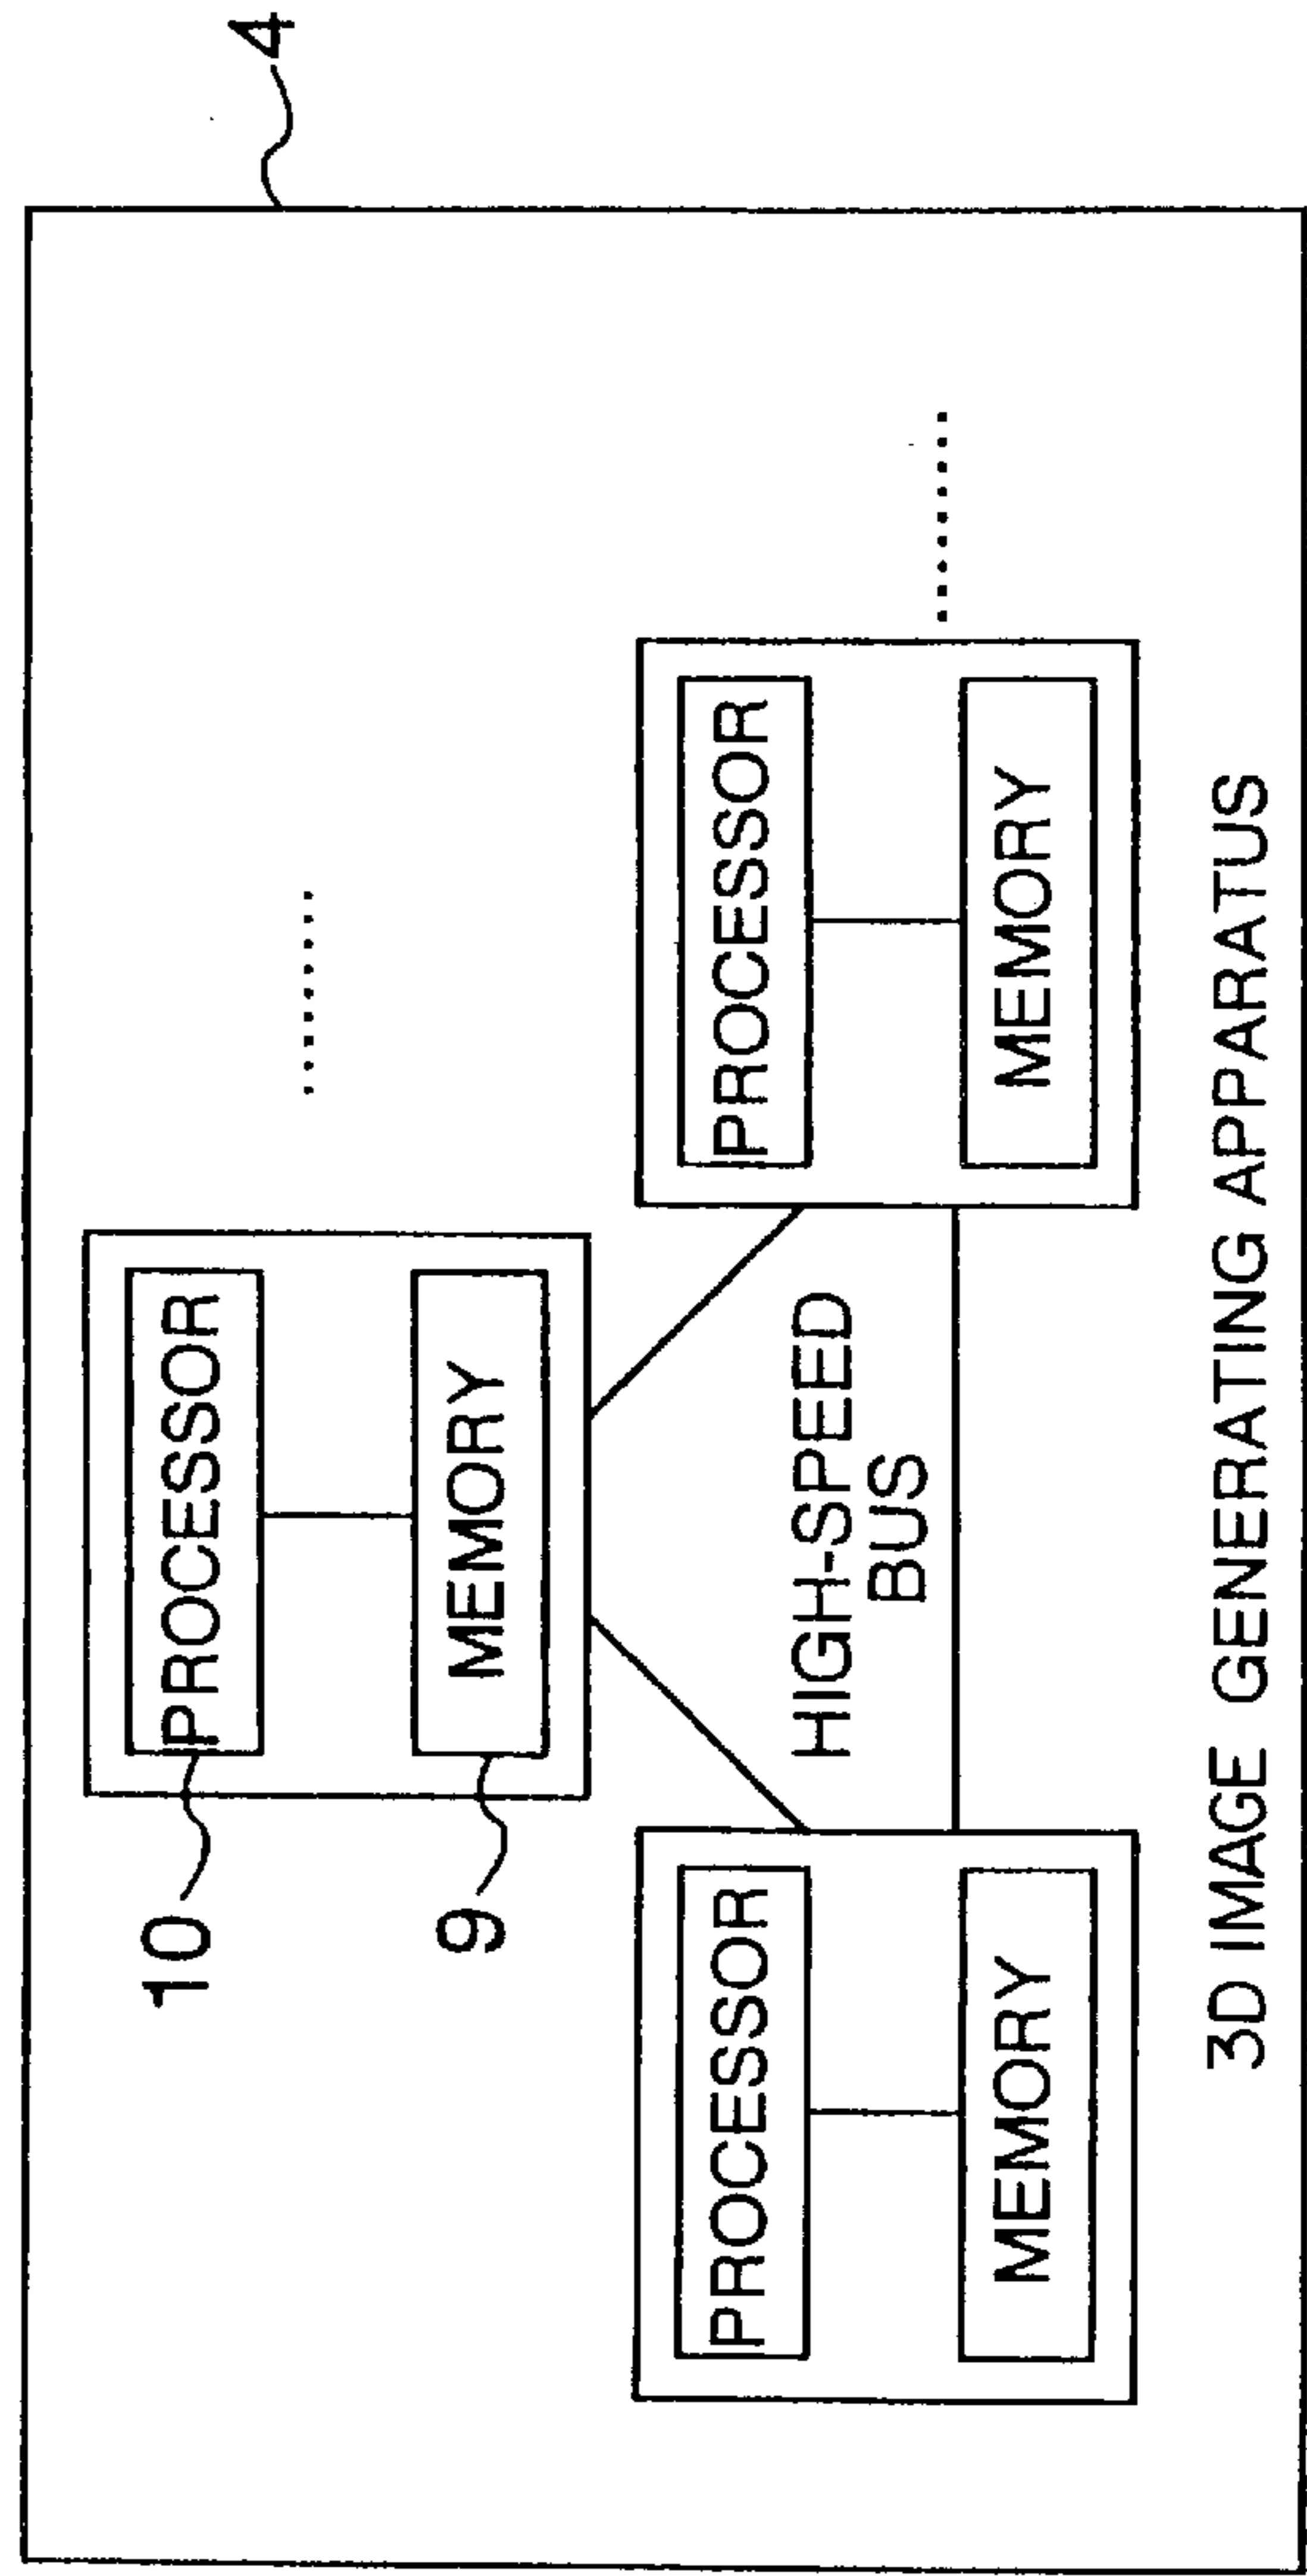 4
10
PROCESSOR
9
MEMORY
HIGH-SPEED
BUS
PROCESSOR
MEMORY
PROCESSOR
MEMORY
3D IMAGE GENERATING APPARATUS